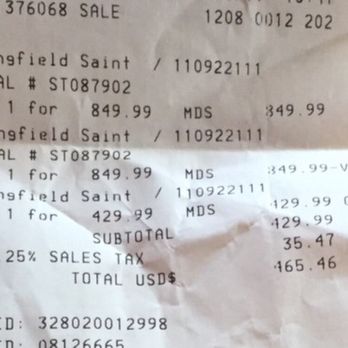 376068 SALE 1208 0012 202
ngfield Saint / 110922111
AL # ST087902
1 for 849.99 MDS 849.99
ngfield Saint / 110922111
AL # ST087902
1 for 849.99 MDS 849.99-V
ngfield Saint / 110922111
1 for 429.99 MDS 429.99
SUBTOTAL 429.99
25% SALES TAX 35.47
TOTAL USD$ 465.46
ID: 328020012998
ID: 08126665